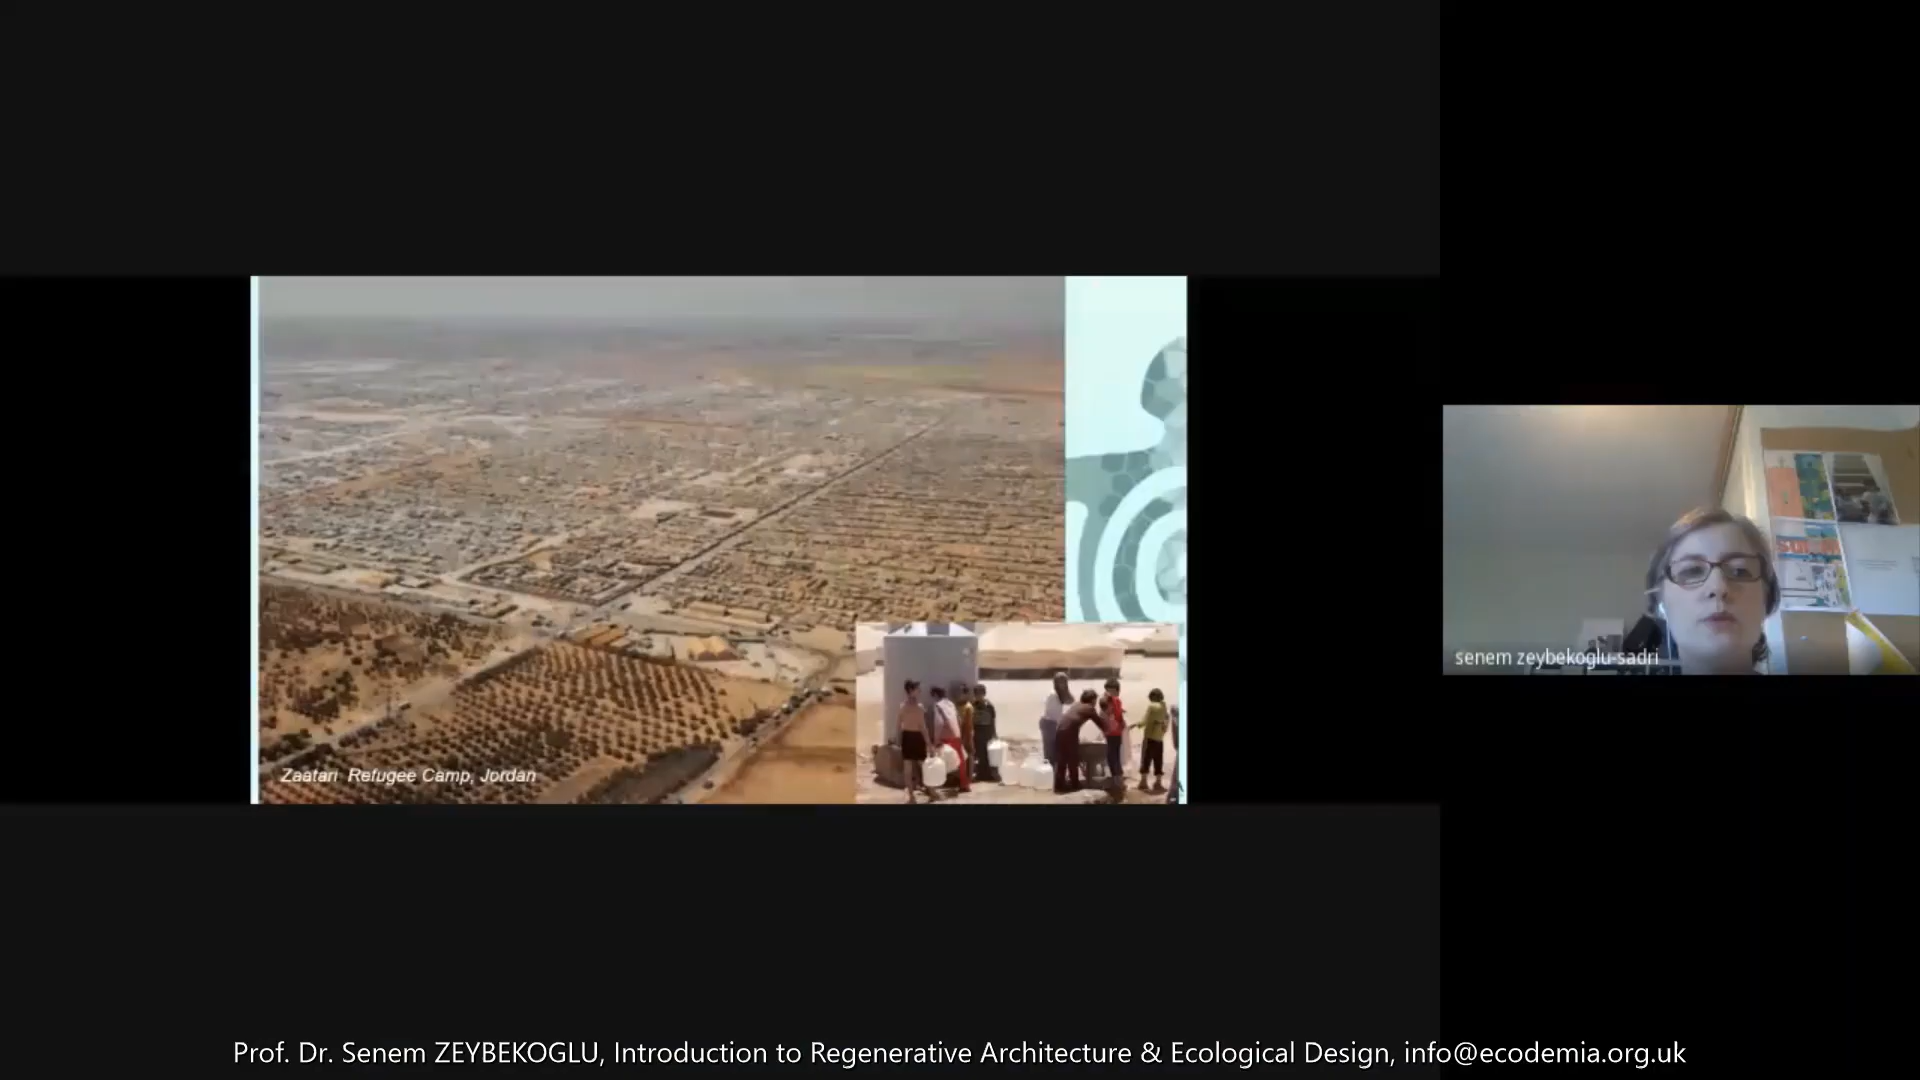 Zaatari Refugee Camp, Jordan
senem zeybekoglu-sadri
Prof. Dr. Senem ZEYBEKOGLU, Introduction to Regenerative Architecture & Ecological Design, info@ecodemia.org.uk